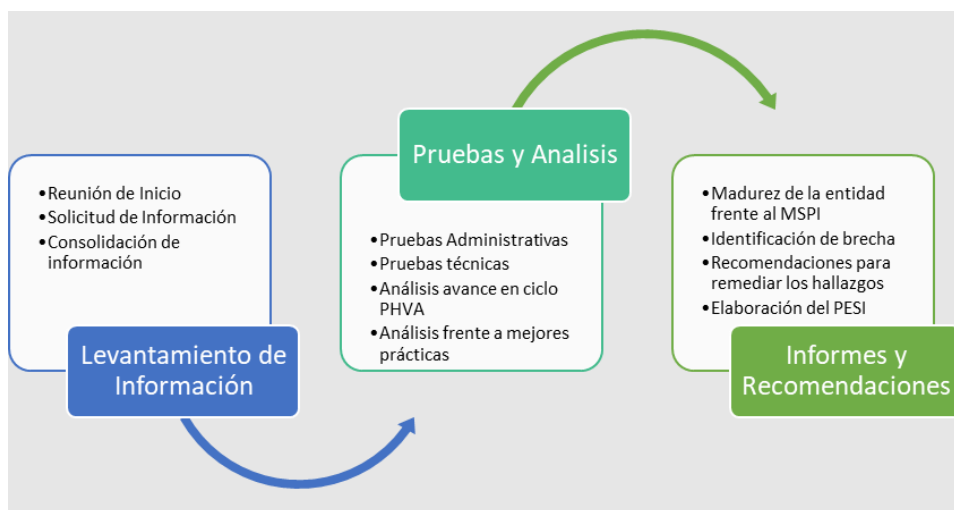 •Reunión de Inicio
•Solicitud de Información
•Consolidación de
información
Levantamiento de
Información
Pruebas y Analisis
•Pruebas Administrativas
•Pruebas técnicas
•Análisis avance en ciclo
PHVA
•Análisis frente a mejores
prácticas
•Madurez de la entidad
frente al MSPI
•Identificación de brecha
•Recomendaciones para
remediar los hallazgos
•Elaboración del PESI
Informes y
Recomendaciones